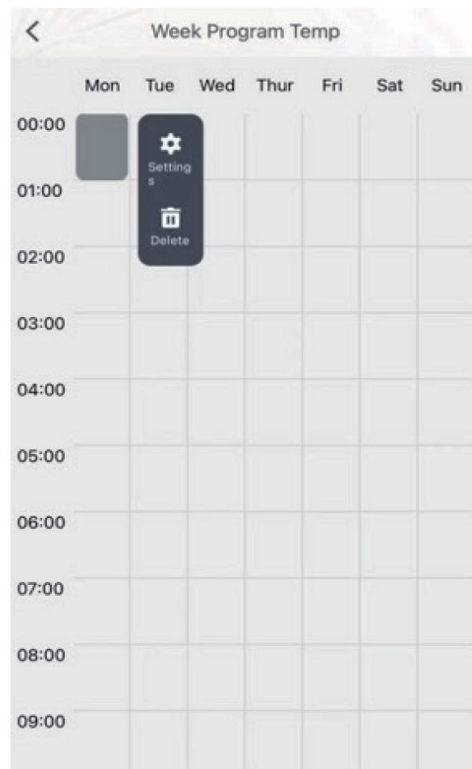 Week Program Temp
Mon Tue Wed Thur Fri Sat Sun
00:00
Setting
s
01:00
Delete
02:00
03:00
04:00
05:00
06:00
07:00
08:00
09:00